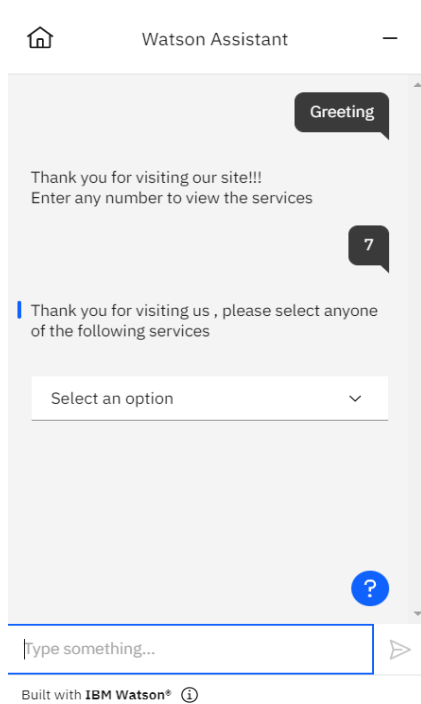 Watson Assistant
Greeting
Thank you for visiting our site!!!
Enter any number to view the services
7
Thank you for visiting us , please select anyone
of the following services
Select an option
?
Type something...
Built with IBM Watson®